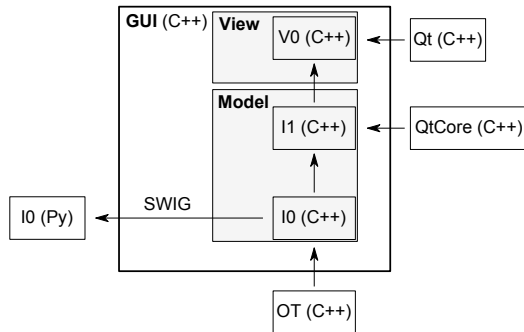 GUI (C++)
View
V0 (C++)
Qt (C++)
Model
I1 (C++)
QtCore (C++)
SWIG
I0 (Py)
I0 (C++)
OT (C++)